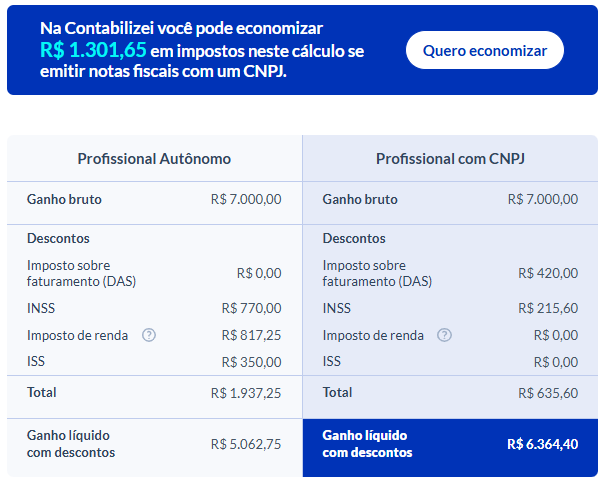 Na Contabilizei você pode economizar
R$ 1.301,65 em impostos neste cálculo se
emitir notas fiscais com um CNPJ.
Quero economizar
Profissional Autônomo
Ganho bruto R$ 7.000,00
Descontos
Imposto sobre
faturamento (DAS) R$ 0,00
INSS R$ 770,00
Imposto de renda ? R$ 817,25
ISS R$ 350,00
Total R$ 1.937,25
Ganho líquido
com descontos R$ 5.062,75
Profissional com CNPJ
Ganho bruto R$ 7.000,00
Descontos
Imposto sobre
faturamento (DAS) R$ 420,00
INSS R$ 215,60
Imposto de renda ? R$ 0,00
ISS R$ 0,00
Total R$ 635,60
Ganho líquido
com descontos R$ 6.364,40